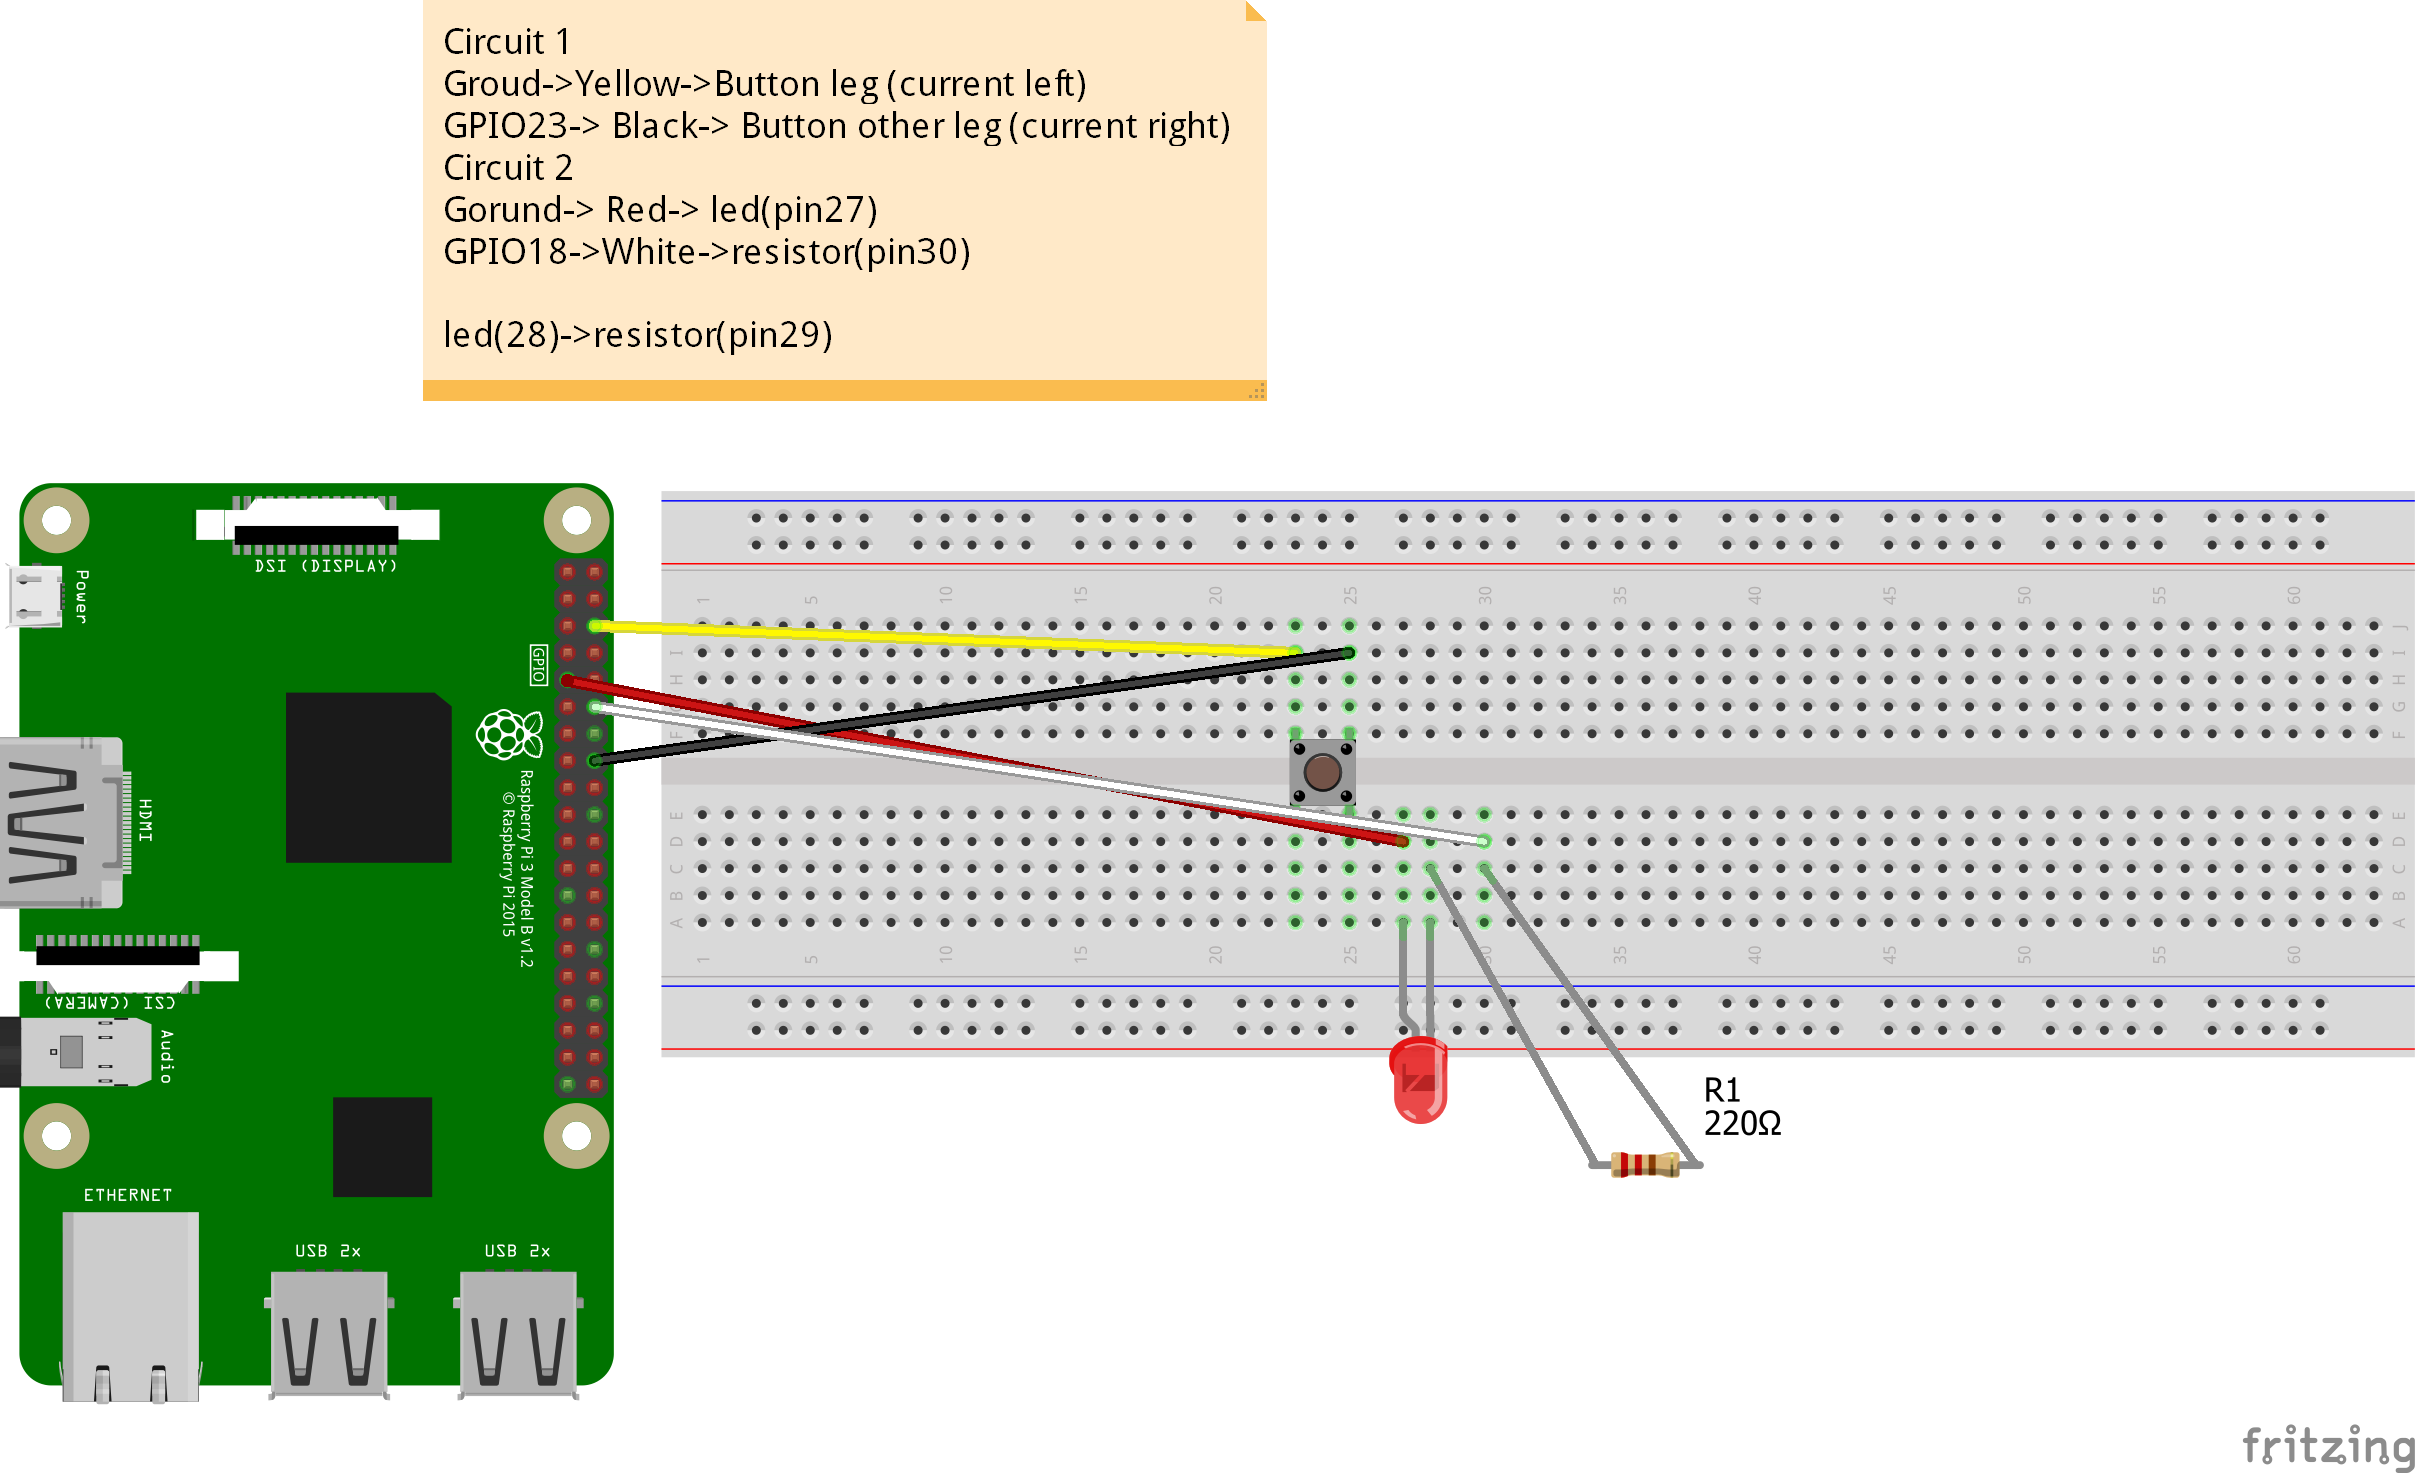 Circuit 1
Groud->Yellow->Button leg (current left)
GPIO23-> Black-> Button other leg (current right)
Circuit 2
Gorund-> Red-> led(pin27)
GPIO18->White->resistor(pin30)
led(28)->resistor(pin29)
DSI (DISPLAY)
Power
GPIO
HDMI
Raspberry Pi 3 Model B v1.2
© Raspberry Pi 2015
CSI (CAMERA)
Audio
ETHERNET
USB 2x
USB 2x
1 5 10 15 20 25 30 35 40 45 50 55 60
J J
I I
H H
G G
F F
E E
D D
C C
B B
A A
1 5 10 15 20 25 30 35 40 45 50 55 60
R1
220Ω
fritzing